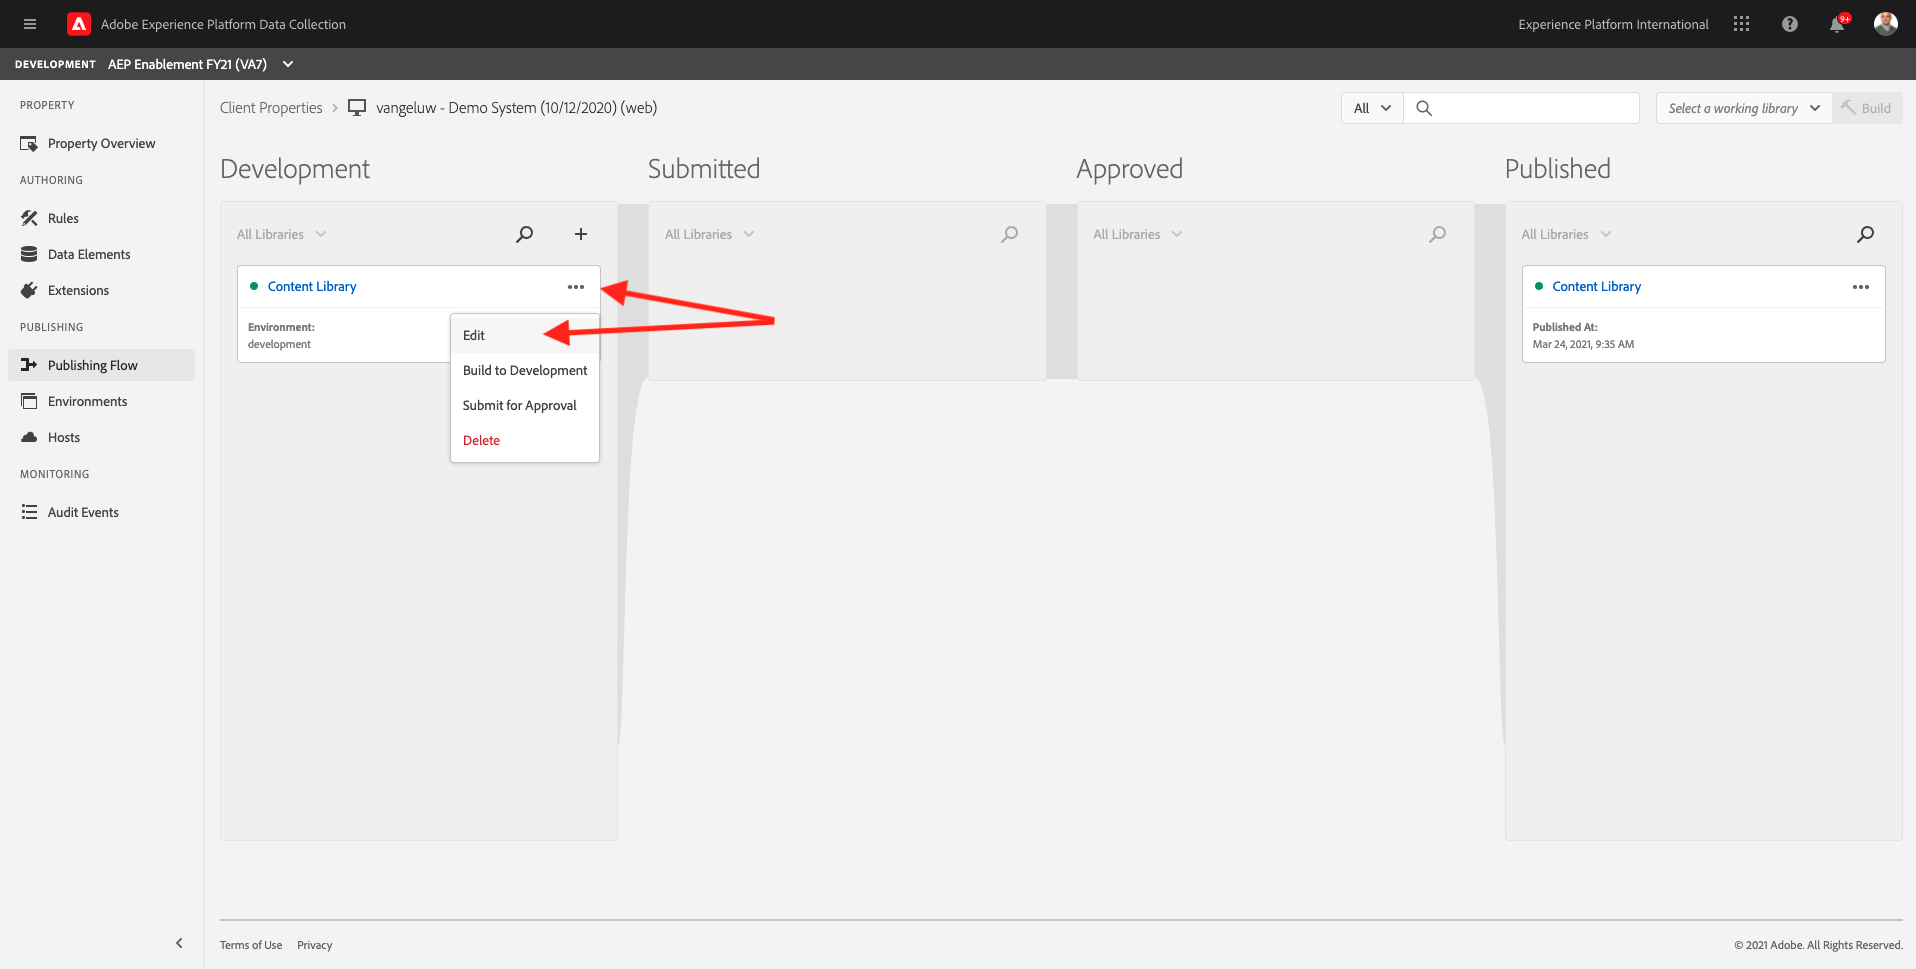 Adobe Experience Platform Data Collection
Experience Platform International
9+
DEVELOPMENT AEP Enablement FY21 (VA7)
PROPERTY
Property Overview
AUTHORING
Rules
Data Elements
Extensions
PUBLISHING
Publishing Flow
Environments
Hosts
MONITORING
Audit Events
Client Properties > vangeluw - Demo System (10/12/2020) (web)
All
Select a working library
Build
Development
All Libraries
Content Library
Environment:
development
Edit
Build to Development
Submit for Approval
Delete
Submitted
All Libraries
Approved
All Libraries
Published
All Libraries
Content Library
Published At:
Mar 24, 2021, 9:35 AM
Terms of Use Privacy
© 2021 Adobe. All Rights Reserved.